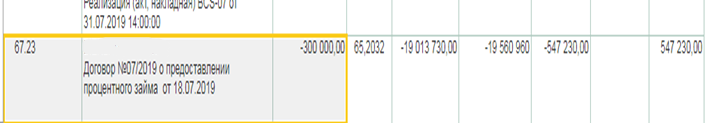 Реализация (акт, накладная) BCS-07 от
31.07.2019 14:00:00
67.23 -300 000,00 65,2032 -19 013 730,00 -19 560 960 -547 230,00 547 230,00
Договор №07/2019 о предоставлении
процентного займа от 18.07.2019